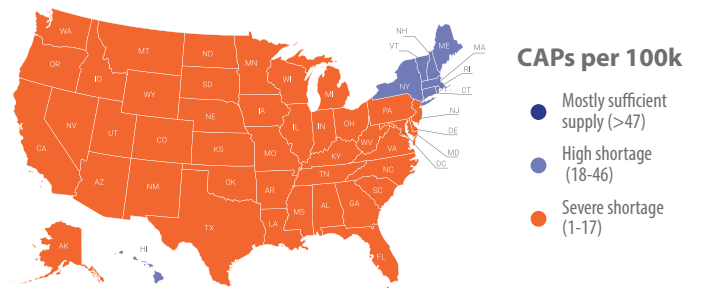 WA
OR
CA
NV
ID
MT
WY
UT
AZ
CO
NM
ND
SD
NE
KS
OK
TX
MN
IA
MO
AR
LA
WI
IL
MI
IN
OH
KY
TN
MS
AL
GA
FL
SC
NC
VA
WV
PA
NY
VT
NH
ME
MA
RI
CT
NJ
DE
MD
DC
AK
HI
CAPs per 100k
Mostly sufficient
supply (>47)
High shortage
(18-46)
Severe shortage
(1-17)